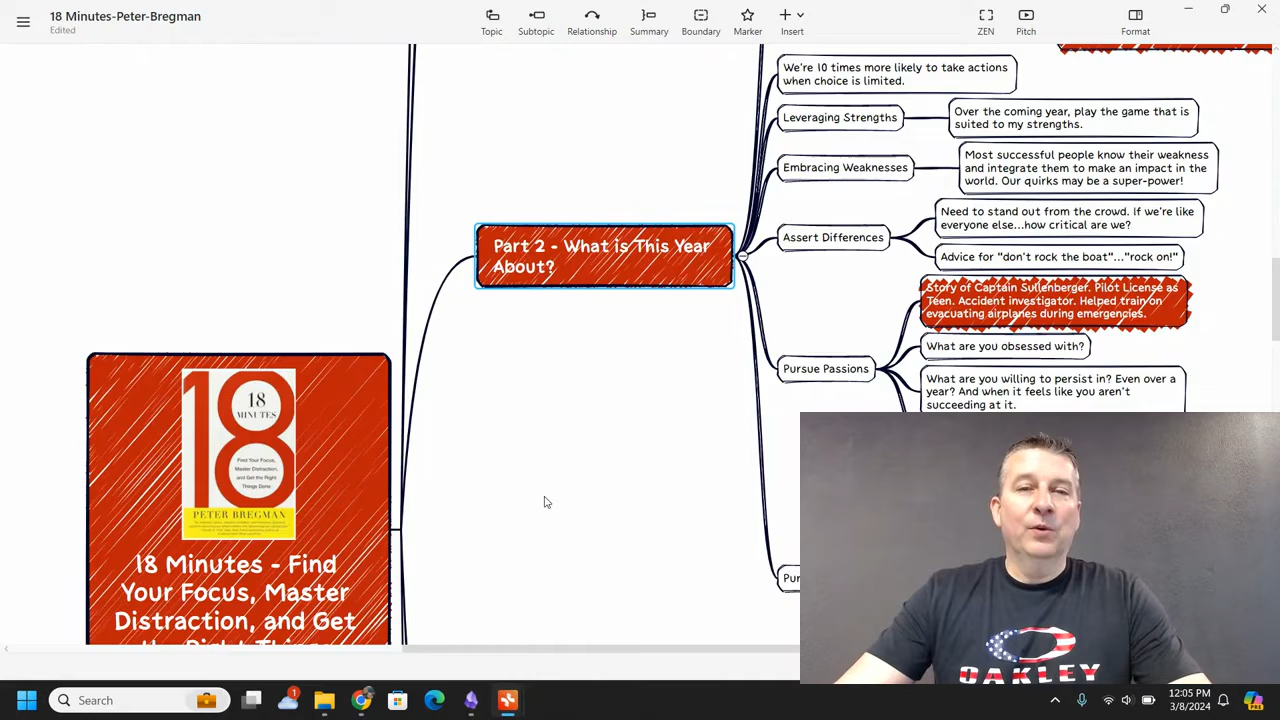 18 Minutes-Peter-Bregman
Edited
Topic
Subtopic
Relationship
Summary
Boundary
Marker
Insert
ZEN
Pitch
Format
We're 10 times more likely to take actions
when choice is limited.
Leveraging Strengths
Over the coming year, play the game that is
suited to my strengths.
Embracing Weaknesses
Most successful people know their weakness
and integrate them to make an impact in the
world. Our quirks may be a super-power!
Part 2 - What is This Year
About?
Assert Differences
Need to stand out from the crowd. If we're like
everyone else...how critical are we?
Advice for "don't rock the boat"..."rock on!"
Story of Captain Sullenberger. Pilot License as
Teen. Accident investigator. Helped train on
evacuating airplanes during emergencies.
What are you obsessed with?
Pursue Passions
What are you willing to persist in? Even over a
year? And when it feels like you aren't
succeeding at it.
Pur
18
MINUTES
Find Your Focus,
Master Distraction,
and Get the Right
Things Done
PETER BREGMAN
18 Minutes - Find
Your Focus, Master
Distraction, and Get
the Right Things
OAKLEY
Search
1
12:05 PM
3/8/2024
PRE